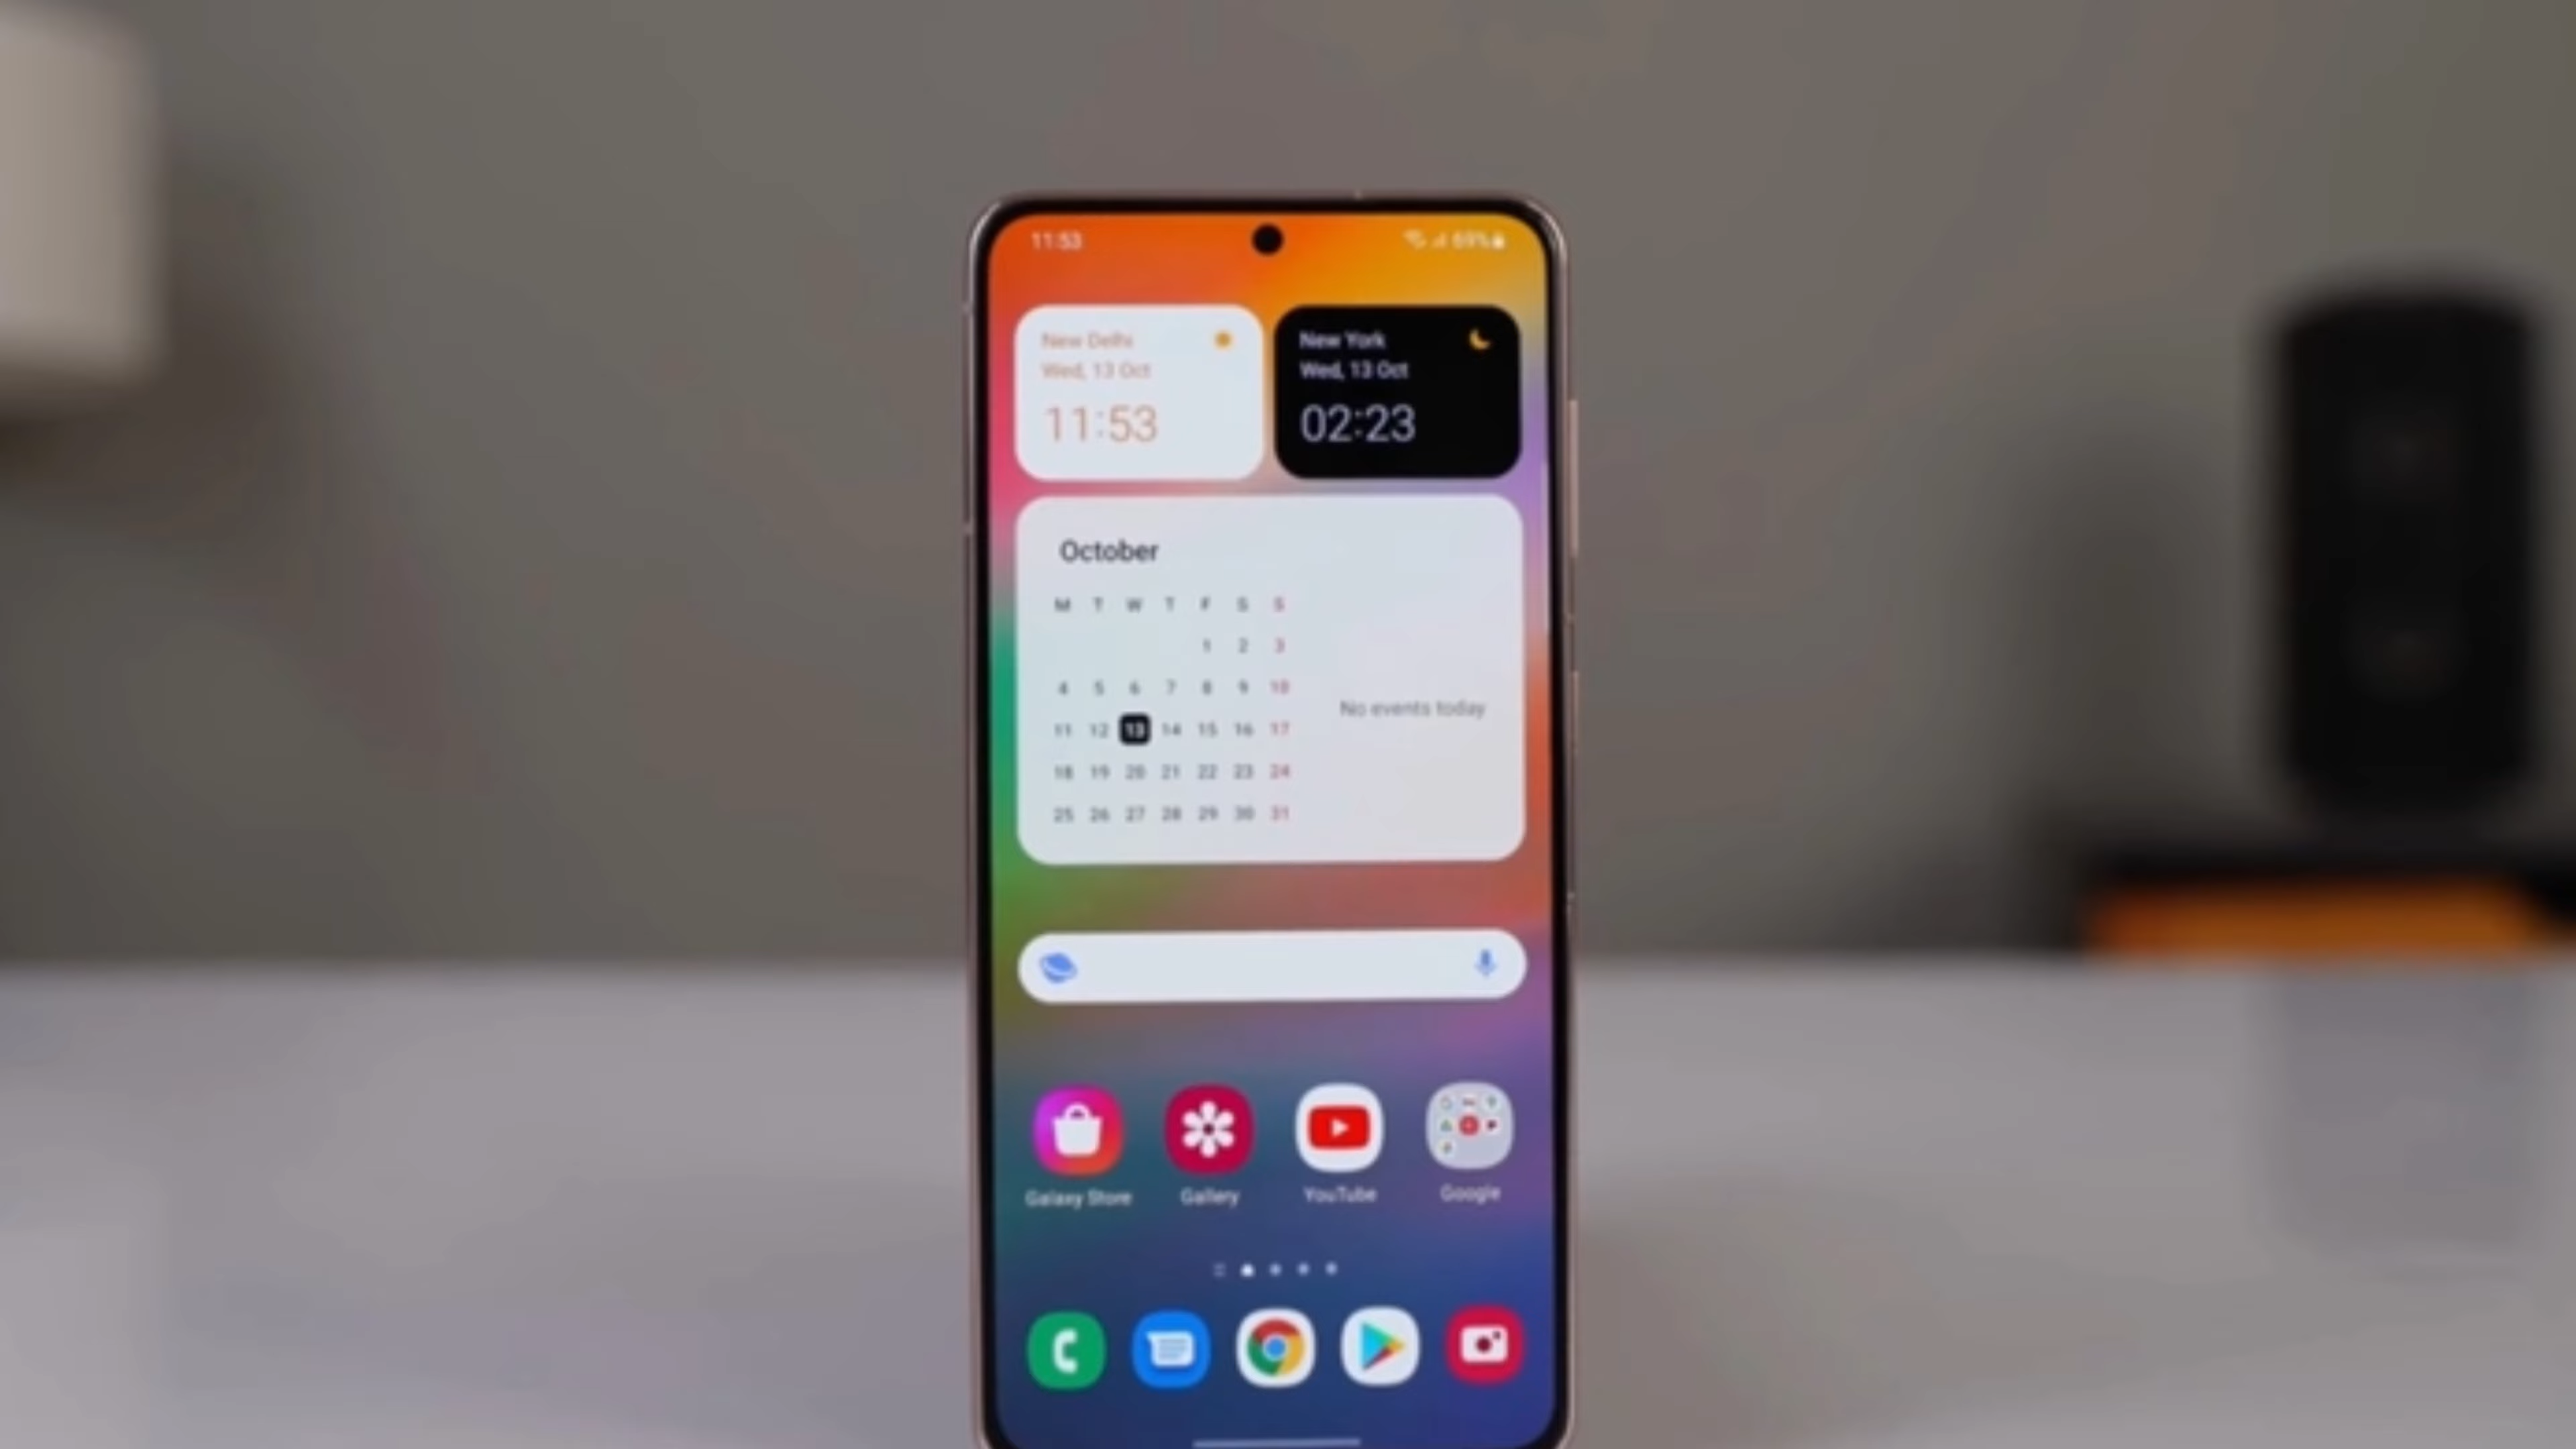 11:53
69%
New Delhi
Wed, 13 Oct
11:53
New York
Wed, 13 Oct
02:23
October
M T W T F S S
1 2 3
4 5 6 7 8 9 10
11 12 13 14 15 16 17
No events today
18 19 20 21 22 23 24
25 26 27 28 29 30 31
Galaxy Store
Gallery
YouTube
Google